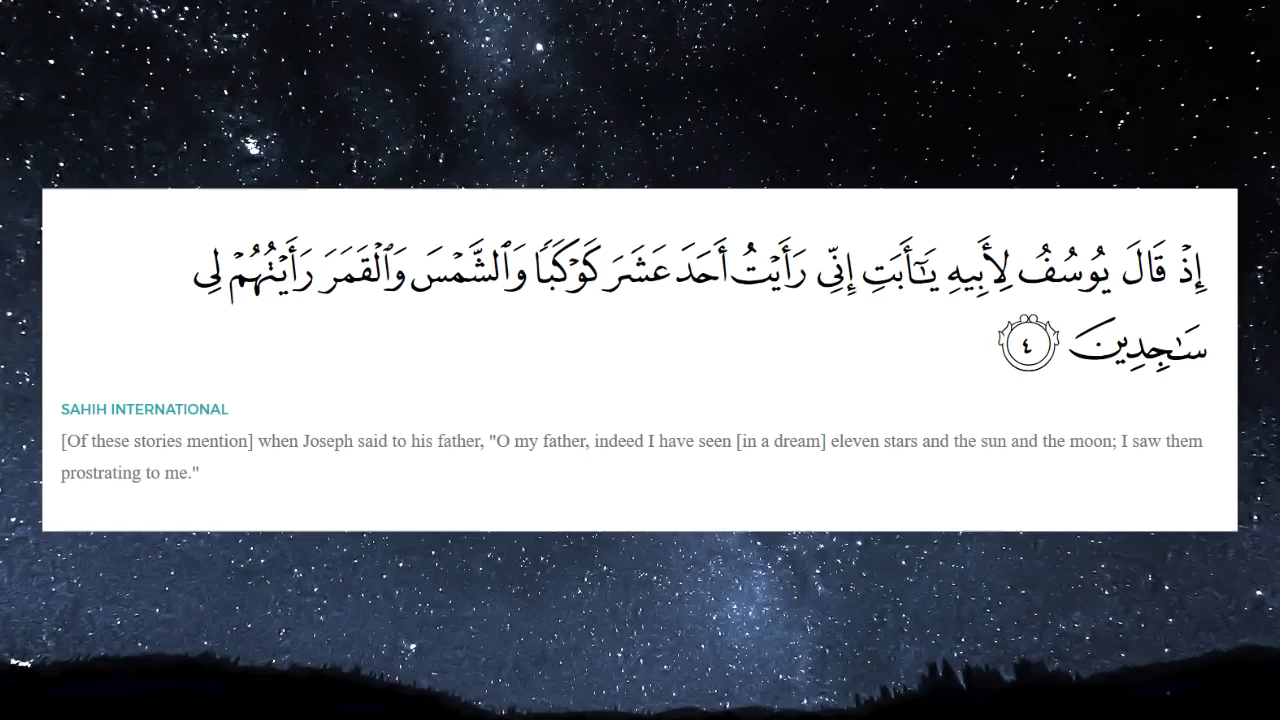 إِذْ قَالَ يُوسُفُ لِأَبِيهِ يَـٰٓأَبَتِ إِنِّى رَأَيْتُ أَحَدَ عَشَرَ كَوْكَبًا وَٱلشَّمْسَ وَٱلْقَمَرَ رَأَيْتُهُمْ لِى
سَـٰجِدِينَ ٤
SAHIH INTERNATIONAL
[Of these stories mention] when Joseph said to his father, "O my father, indeed I have seen [in a dream] eleven stars and the sun and the moon; I saw them
prostrating to me."